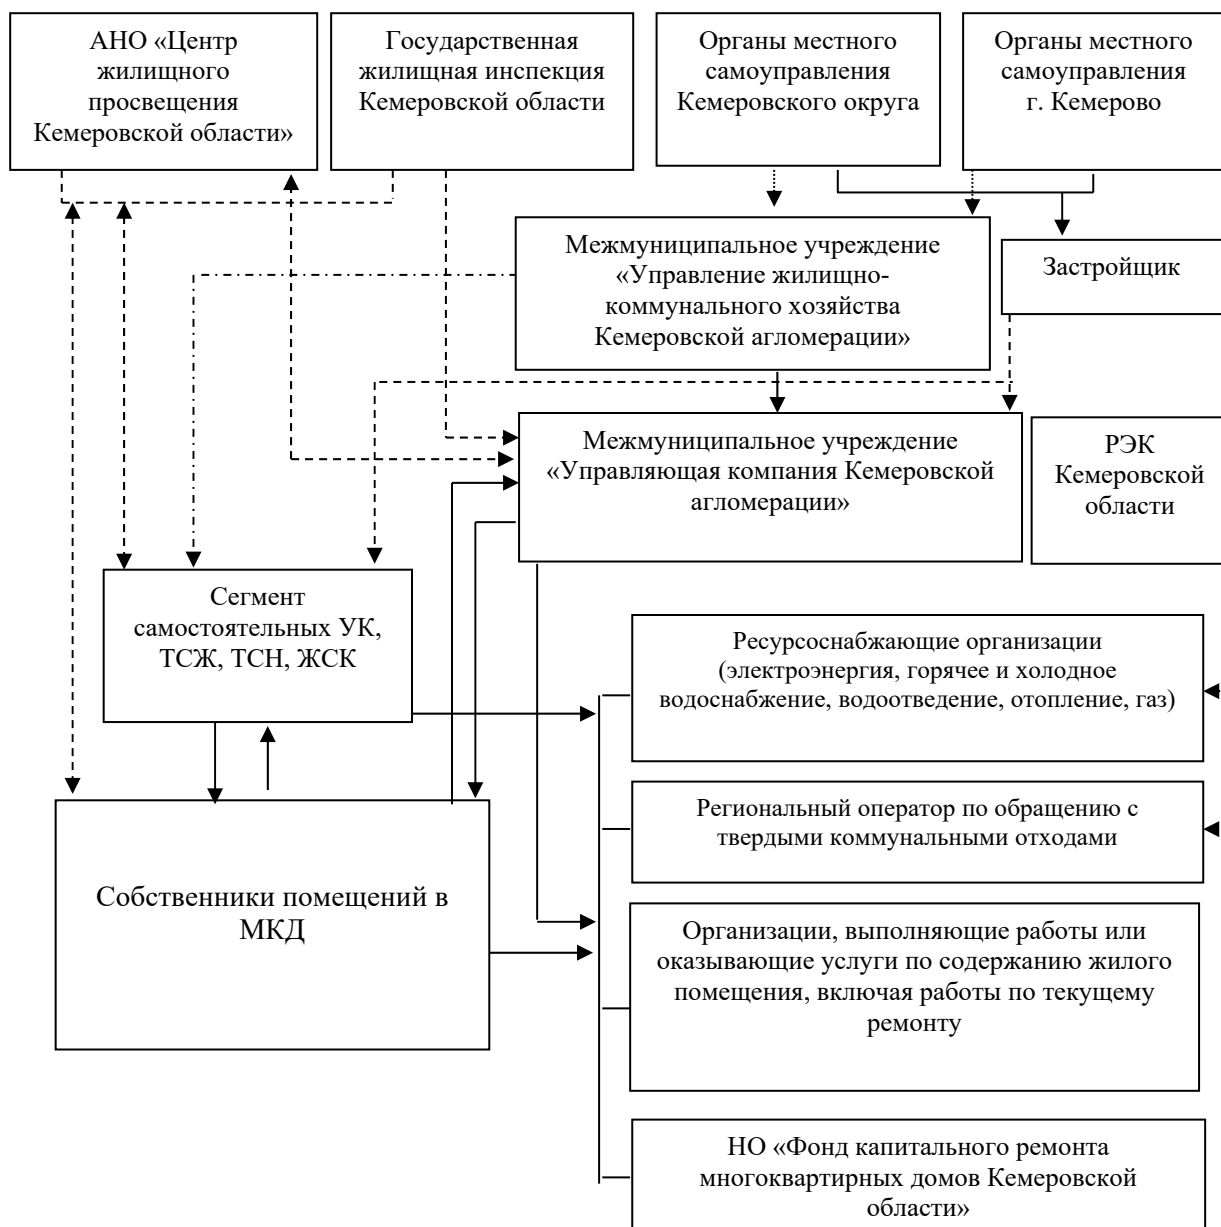 АНО «Центр
жилищного
просвещения
Кемеровской области»
Государственная
жилищная инспекция
Кемеровской области
Органы местного
самоуправления
Кемеровского округа
Органы местного
самоуправления
г. Кемерово
Межмуниципальное учреждение
«Управление жилищно-
коммунального хозяйства
Кемеровской агломерации»
Застройщик
Межмуниципальное учреждение
«Управляющая компания Кемеровской
агломерации»
РЭК
Кемеровской
области
Сегмент
самостоятельных УК,
ТСЖ, ТСН, ЖСК
Ресурсоснабжающие организации
(электроэнергия, горячее и холодное
водоснабжение, водоотведение, отопление, газ)
Региональный оператор по обращению с
твердыми коммунальными отходами
Собственники помещений в
МКД
Организации, выполняющие работы или
оказывающие услуги по содержанию жилого
помещения, включая работы по текущему
ремонту
НО «Фонд капитального ремонта
многоквартирных домов Кемеровской
области»